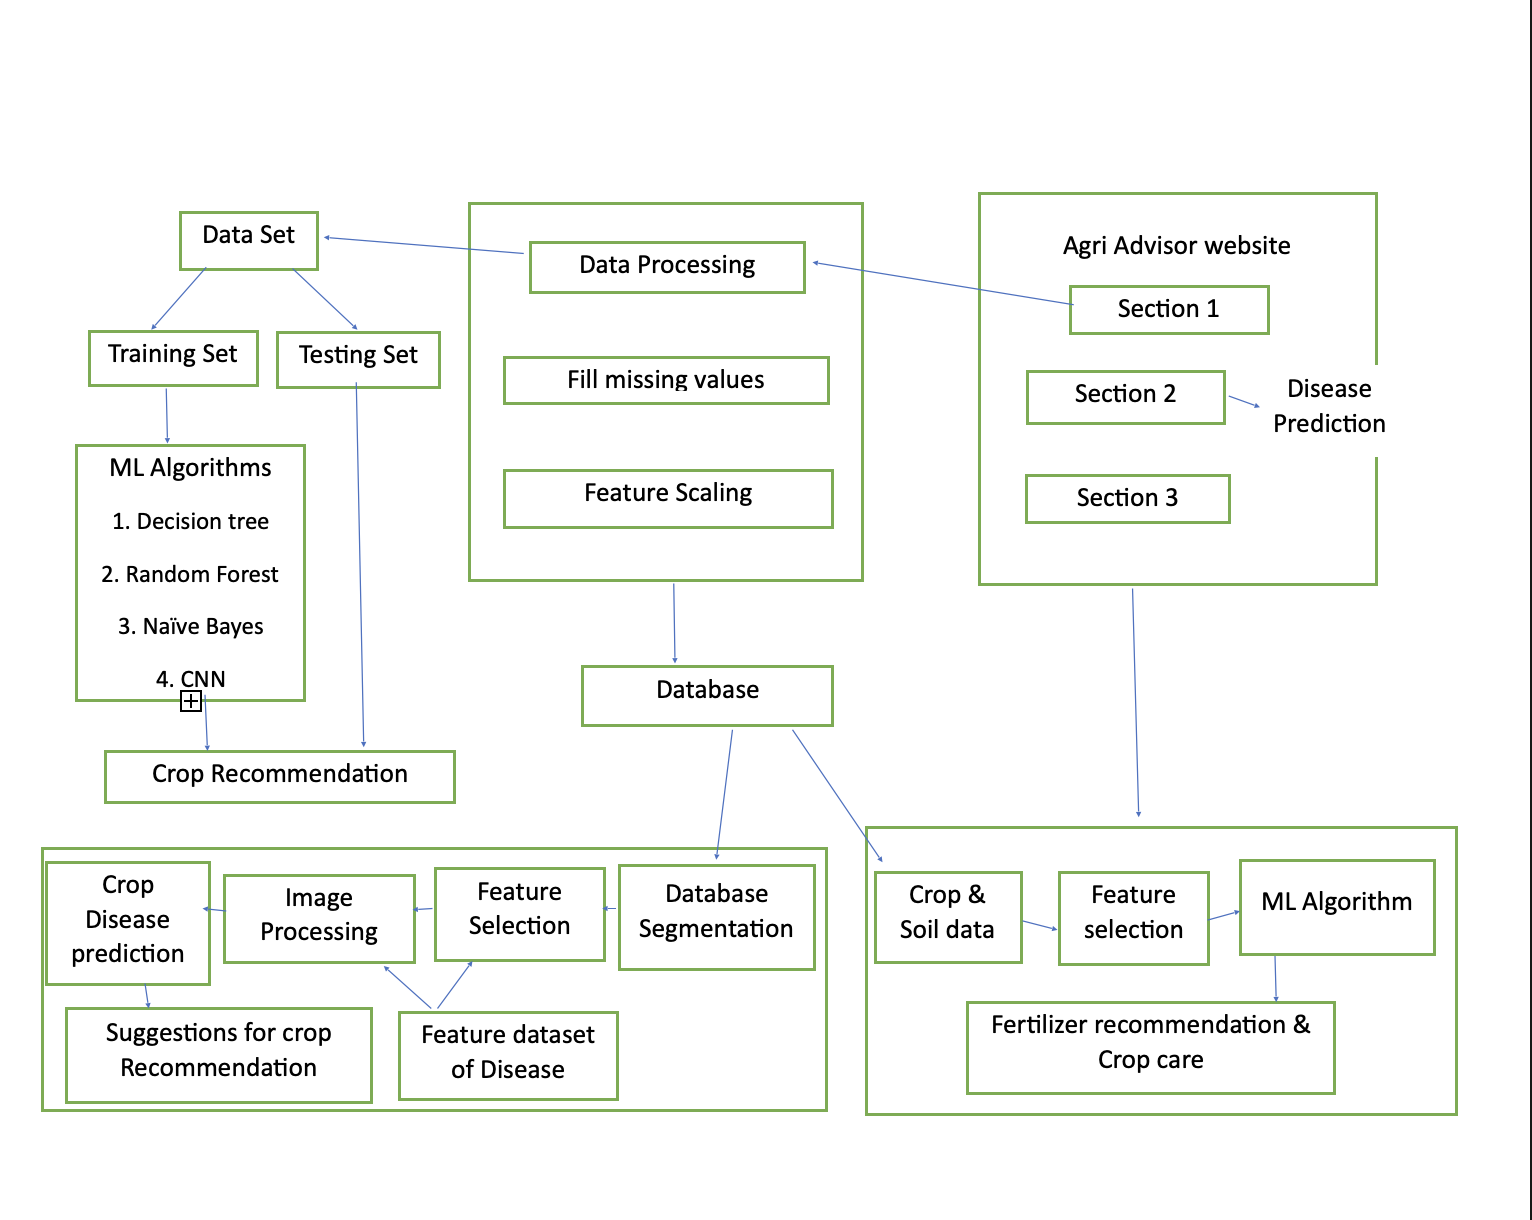 Data Set
Training Set
Testing Set
ML Algorithms
1. Decision tree
2. Random Forest
3. Naïve Bayes
4. CNN
Crop Recommendation
Data Processing
Fill missing values
Feature Scaling
Database
Agri Advisor website
Section 1
Section 2
Disease
Prediction
Section 3
Crop
Disease
prediction
Image
Processing
Feature
Selection
Database
Segmentation
Suggestions for crop
Recommendation
Feature dataset
of Disease
Crop &
Soil data
Feature
selection
ML Algorithm
Fertilizer recommendation &
Crop care